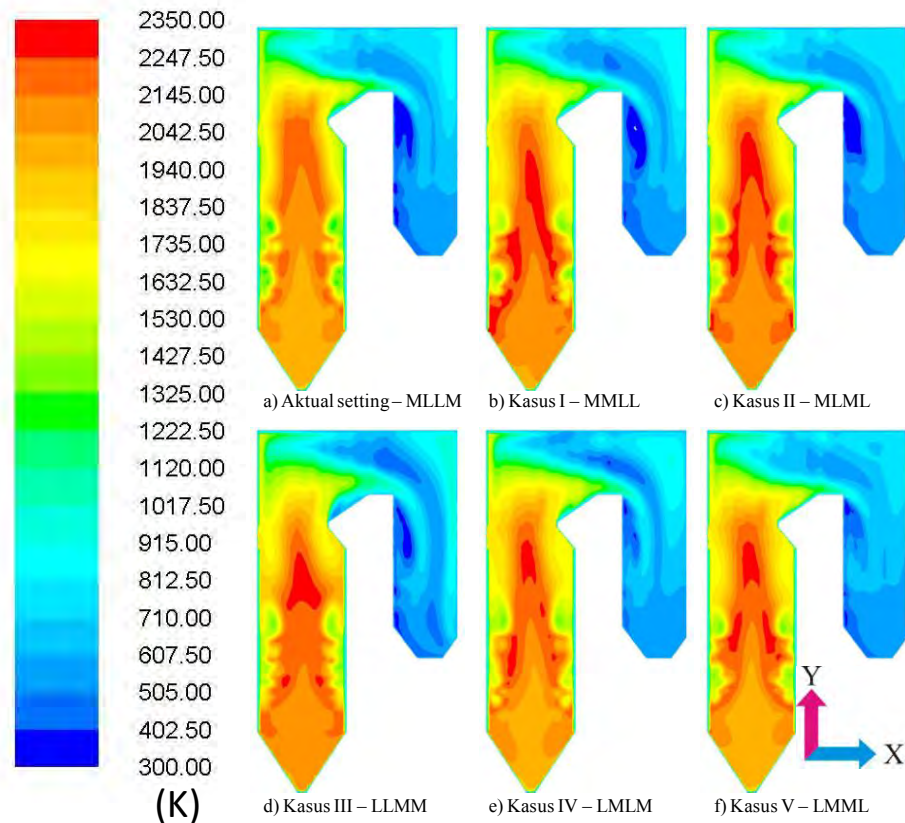 2350.00
2247.50
2145.00
2042.50
1940.00
1837.50
1735.00
1632.50
1530.00
1427.50
1325.00
1222.50
1120.00
1017.50
915.00
812.50
710.00
607.50
505.00
402.50
300.00
(K)
a) Aktual setting – MLLM
b) Kasus I – MMLL
c) Kasus II – MLML
Y
X
d) Kasus III – LLMM
e) Kasus IV – LMLM
f) Kasus V – LMML